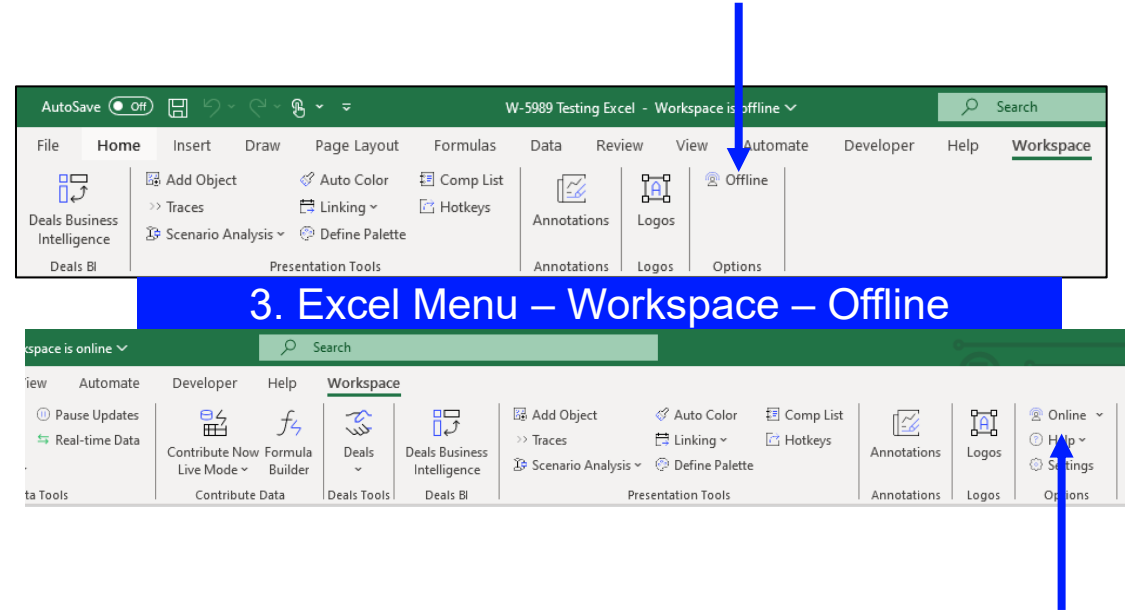 AutoSave Off W-5989 Testing Excel - Workspace is offline Search
File Home Insert Draw Page Layout Formulas Data Review View Automate Developer Help Workspace
Add Object Auto Color Comp List Offline
Traces Linking Hotkeys
Deals Business Annotations Logos
Intelligence Scenario Analysis Define Palette
Deals BI Presentation Tools Annotations Logos Options
3. Excel Menu – Workspace – Offline
kspace is online Search
iew Automate Developer Help Workspace
Pause Updates Add Object Auto Color Comp List Online
Real-time Data Traces Linking Hotkeys Help
Contribute Now Formula Deals Deals Business Annotations Logos
Live Mode Builder Intelligence Scenario Analysis Define Palette Settings
ta Tools Contribute Data Deals Tools Deals BI Presentation Tools Annotations Logos Options